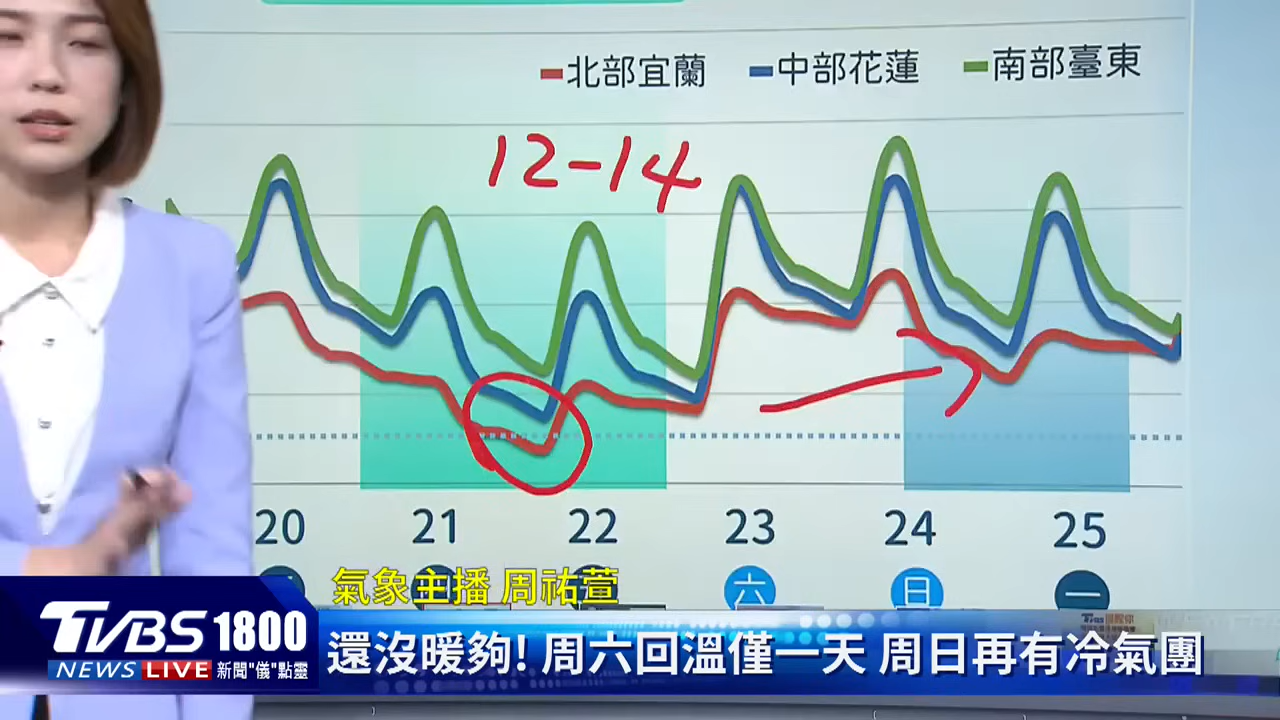 北部宜蘭 中部花蓮 南部臺東
12-14
20 21 22 23 24 25
六 日 一
氣象主播 周祐萱
TVBS 1800
NEWS LIVE 新聞"儀"點靈
還沒暖夠! 周六回溫僅一天 周日再有冷氣團